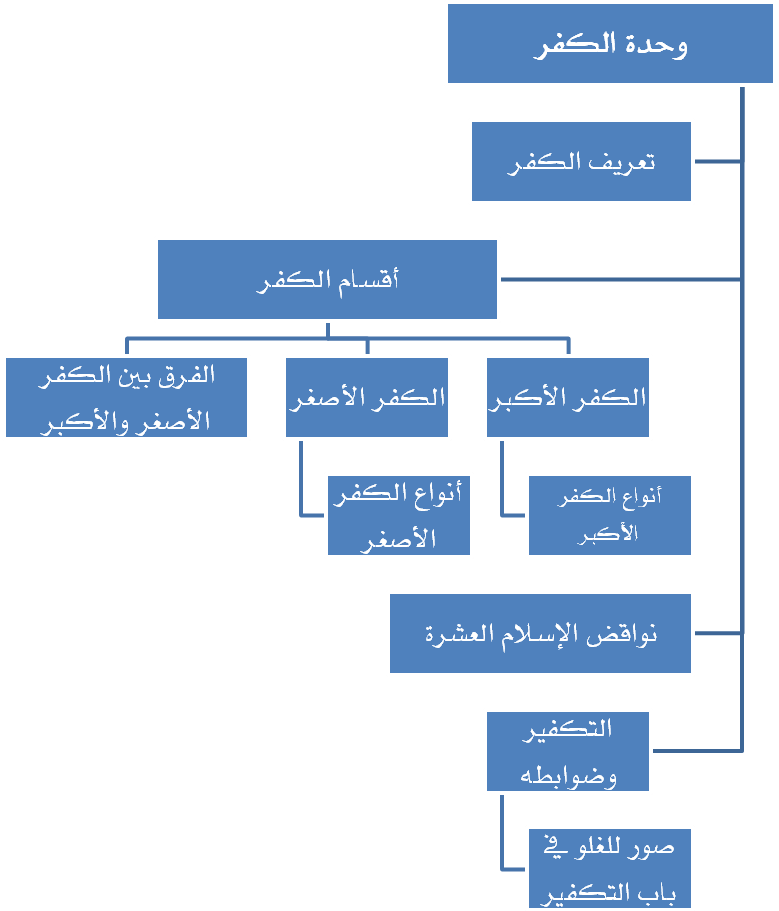 وحدة الكفر
تعريف الكفر
أقسام الكفر
الكفر الأكبر
أنواع الكفر
الأكبر
الكفر الأصغر
أنواع الكفر
الأصغر
الفرق بين الكفر
الأصغر والأكبر
نواقض الإسلام العشرة
التكفير
وضوابطه
صور للغلو في
باب التكفير